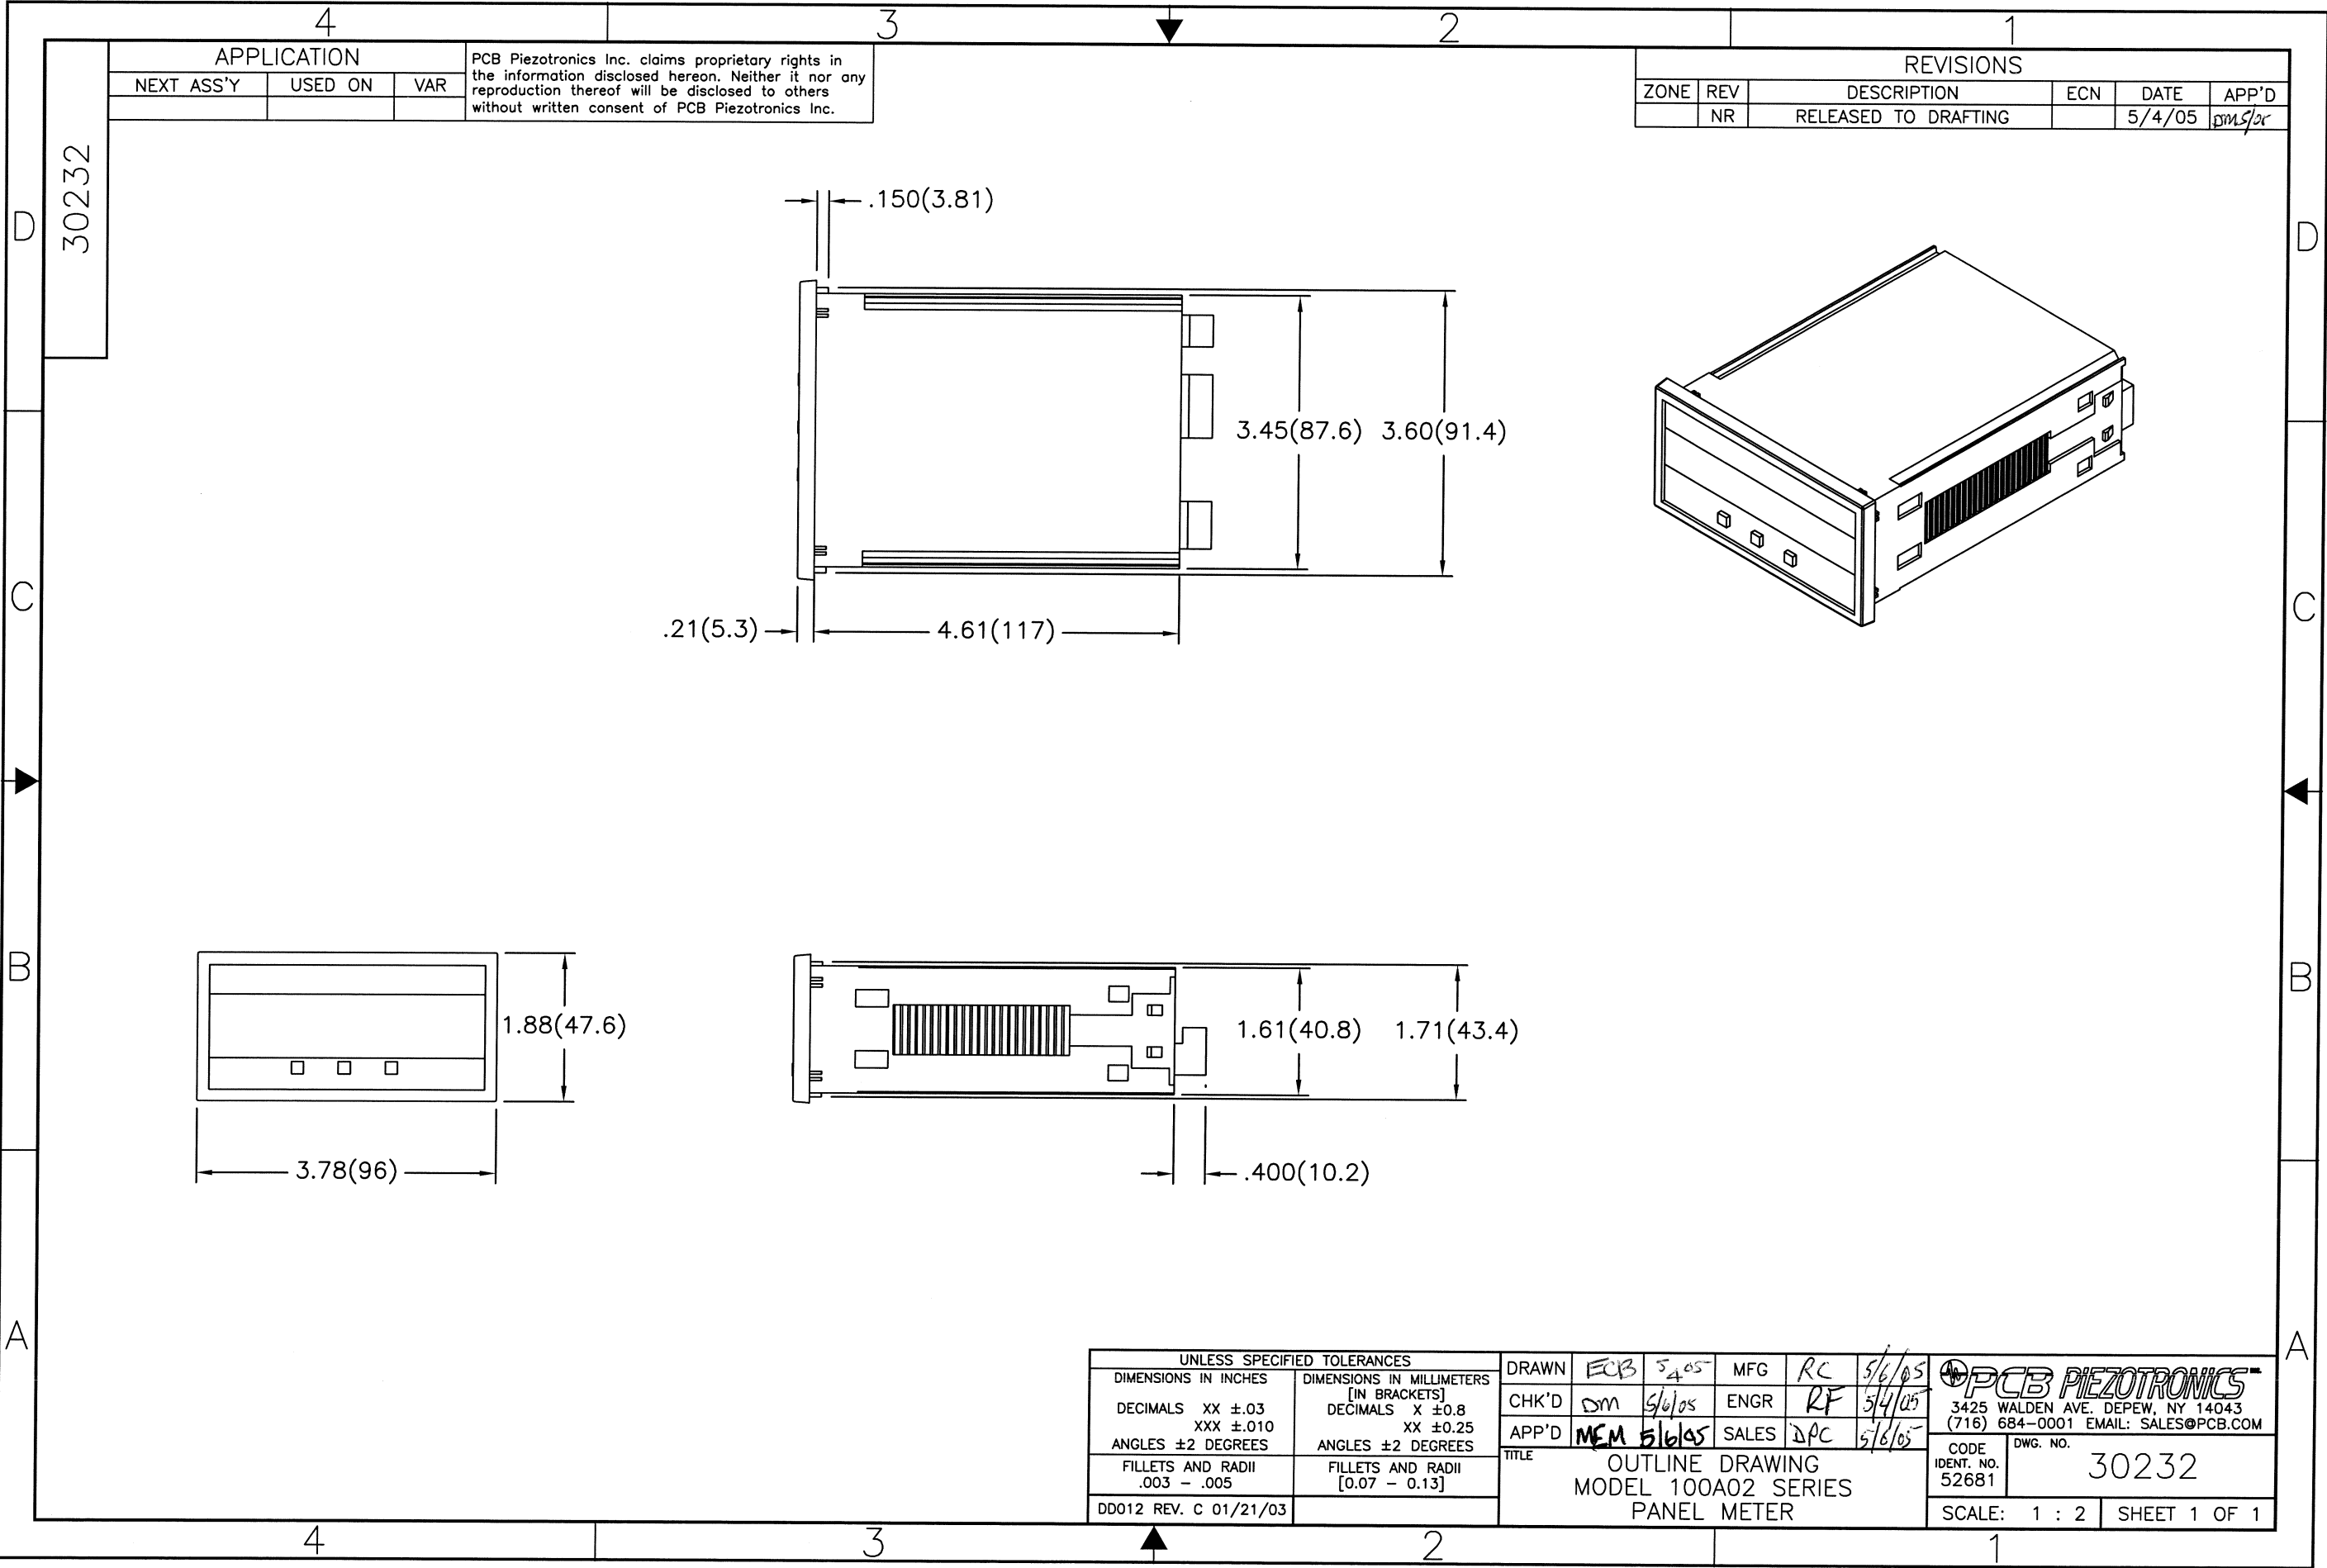 4 3 2 1
APPLICATION
NEXT ASS'Y USED ON VAR
PCB Piezotronics Inc. claims proprietary rights in
the information disclosed hereon. Neither it nor any
reproduction thereof will be disclosed to others
without written consent of PCB Piezotronics Inc.
REVISIONS
ZONE REV DESCRIPTION ECN DATE APP'D
NR RELEASED TO DRAFTING 5/4/05
30232
D D
.150(3.81)
3.45(87.6) 3.60(91.4)
C C
.21(5.3) 4.61(117)
B B
1.88(47.6)
1.61(40.8) 1.71(43.4)
3.78(96)
.400(10.2)
A A
UNLESS SPECIFIED TOLERANCES
DIMENSIONS IN INCHES
DECIMALS XX ±.03
XXX ±.010
ANGLES ±2 DEGREES
FILLETS AND RADII
.003 - .005
DD012 REV. C 01/21/03
DIMENSIONS IN MILLIMETERS
[IN BRACKETS]
DECIMALS X ±0.8
XX ±0.25
ANGLES ±2 DEGREES
FILLETS AND RADII
[0.07 - 0.13]
DRAWN ECB 5 4 05 MFG RC 5/6/05
CHK'D DM 5/6/05 ENGR RF 5/4/05
APP'D MEM 5/6/05 SALES DPC 5/6/05
TITLE
OUTLINE DRAWING
MODEL 100A02 SERIES
PANEL METER
PCB PIEZOTRONICS
3425 WALDEN AVE. DEPEW, NY 14043
(716) 684-0001 EMAIL: SALES@PCB.COM
CODE
IDENT. NO.
52681
DWG. NO.
30232
SCALE: 1 : 2 SHEET 1 OF 1
4 3 2 1